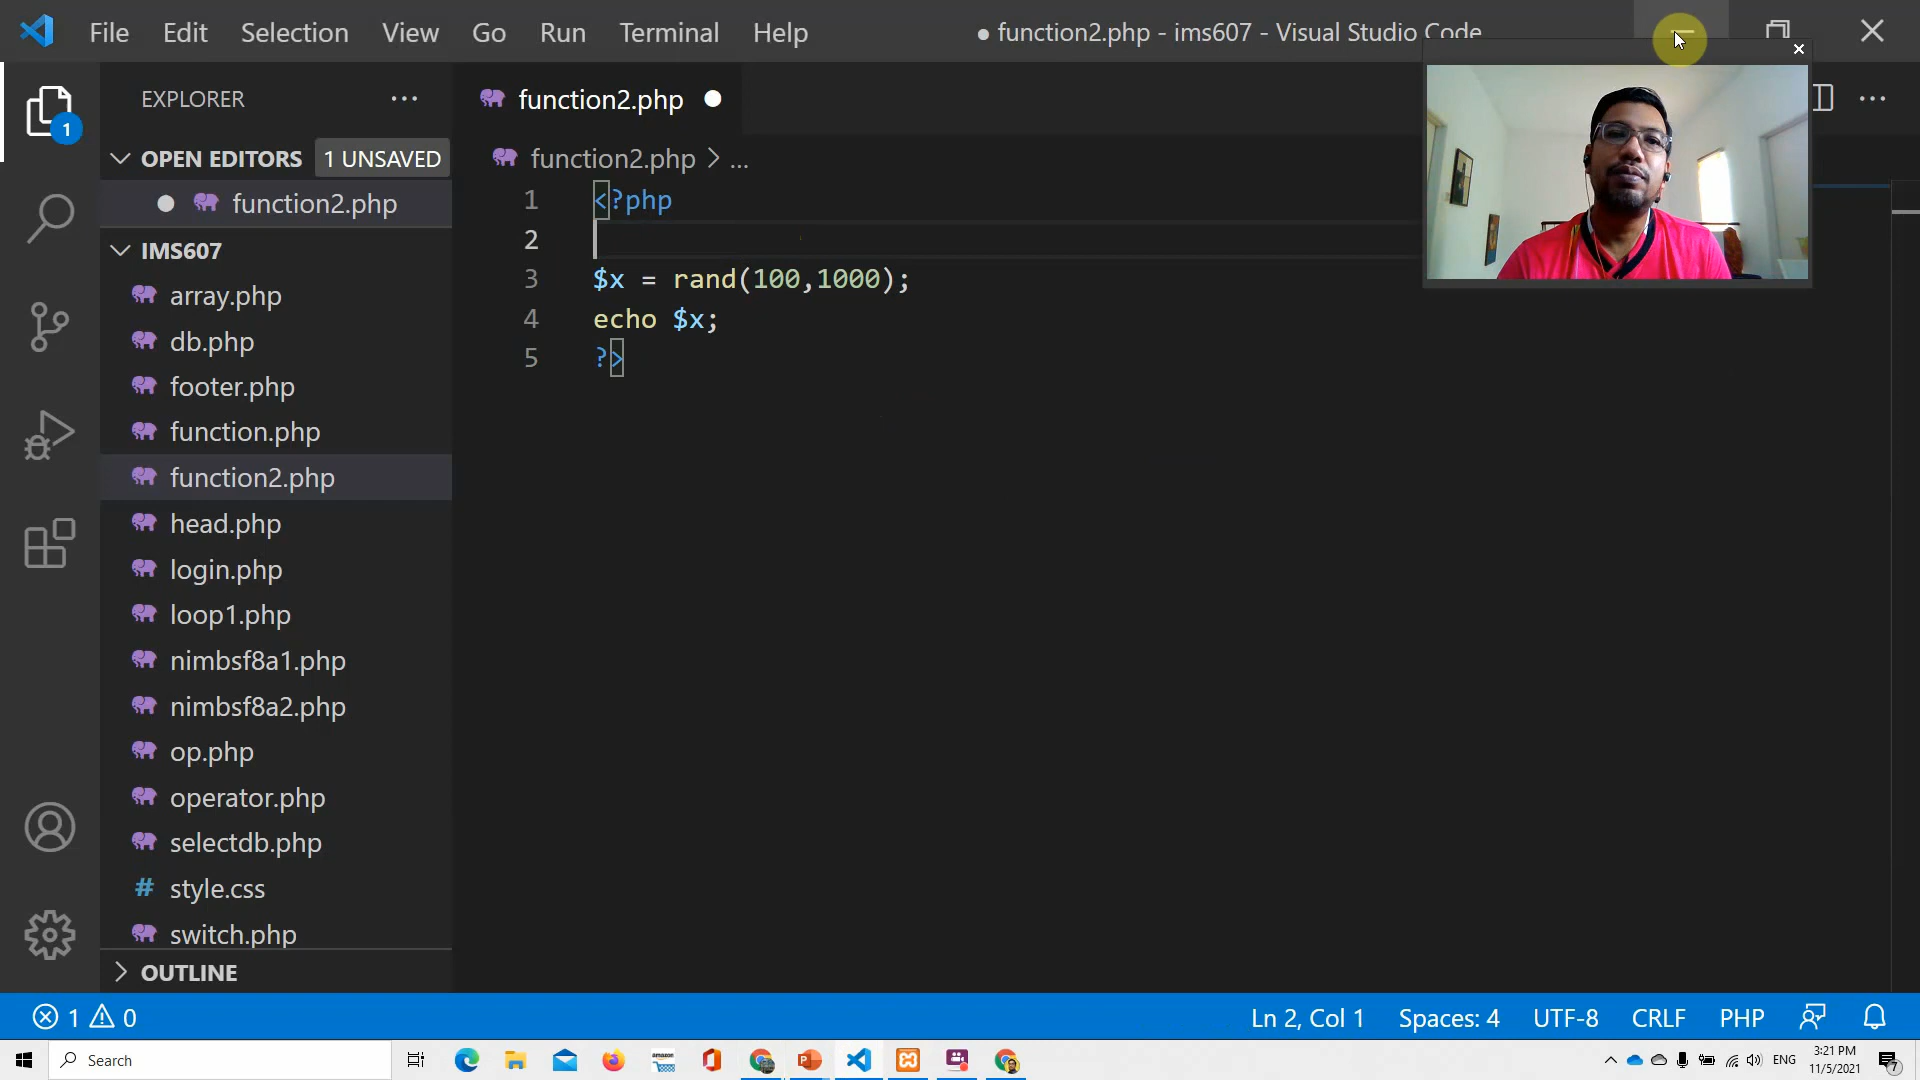 File Edit Selection View Go Run Terminal Help ● function2.php - ims607 - Visual Studio Code
EXPLORER ···
OPEN EDITORS 1 UNSAVED
function2.php
IMS607
array.php
db.php
footer.php
function.php
function2.php
head.php
login.php
loop1.php
nimbsf8a1.php
nimbsf8a2.php
op.php
operator.php
selectdb.php
# style.css
switch.php
OUTLINE
1
function2.php
function2.php > ...
1 <?php
2
3 $x = rand(100,1000);
4 echo $x;
5 ?>
1 0 Ln 2, Col 1 Spaces: 4 UTF-8 CRLF PHP
Search
amazon
ENG
3:21 PM
11/5/2021
7